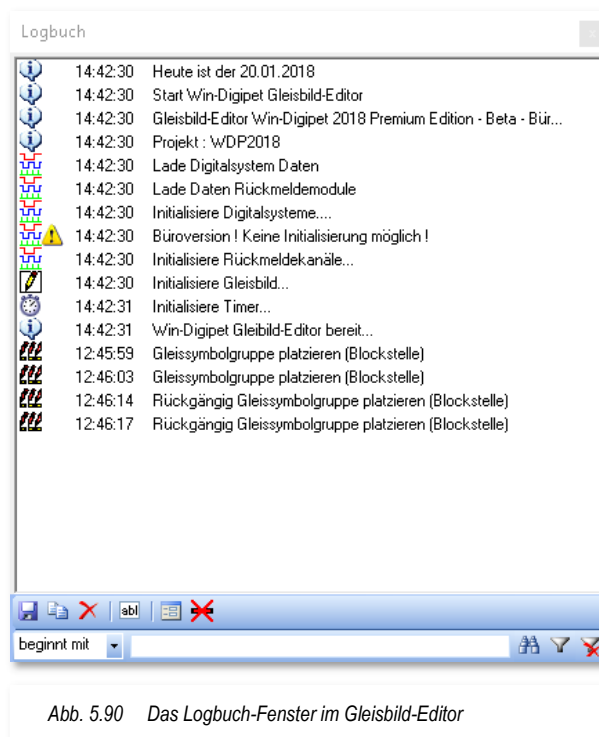 Logbuch
14:42:30 Heute ist der 20.01.2018
14:42:30 Start Win-Digipet Gleisbild-Editor
14:42:30 Gleisbild-Editor Win-Digipet 2018 Premium Edition - Beta - Bür...
14:42:30 Projekt : WDP2018
14:42:30 Lade Digitalsystem Daten
14:42:30 Lade Daten Rückmeldemodule
14:42:30 Initialisiere Digitalsysteme....
14:42:30 Büroversion ! Keine Initialisierung möglich !
14:42:30 Initialisiere Rückmeldekanäle...
14:42:30 Initialisiere Gleisbild...
14:42:31 Initialisiere Timer...
14:42:31 Win-Digipet Gleibild-Editor bereit...
12:45:59 Gleissymbolgruppe platzieren (Blockstelle)
12:46:03 Gleissymbolgruppe platzieren (Blockstelle)
12:46:14 Rückgängig Gleissymbolgruppe platzieren (Blockstelle)
12:46:17 Rückgängig Gleissymbolgruppe platzieren (Blockstelle)
abl
beginnt mit
Abb. 5.90 Das Logbuch-Fenster im Gleisbild-Editor